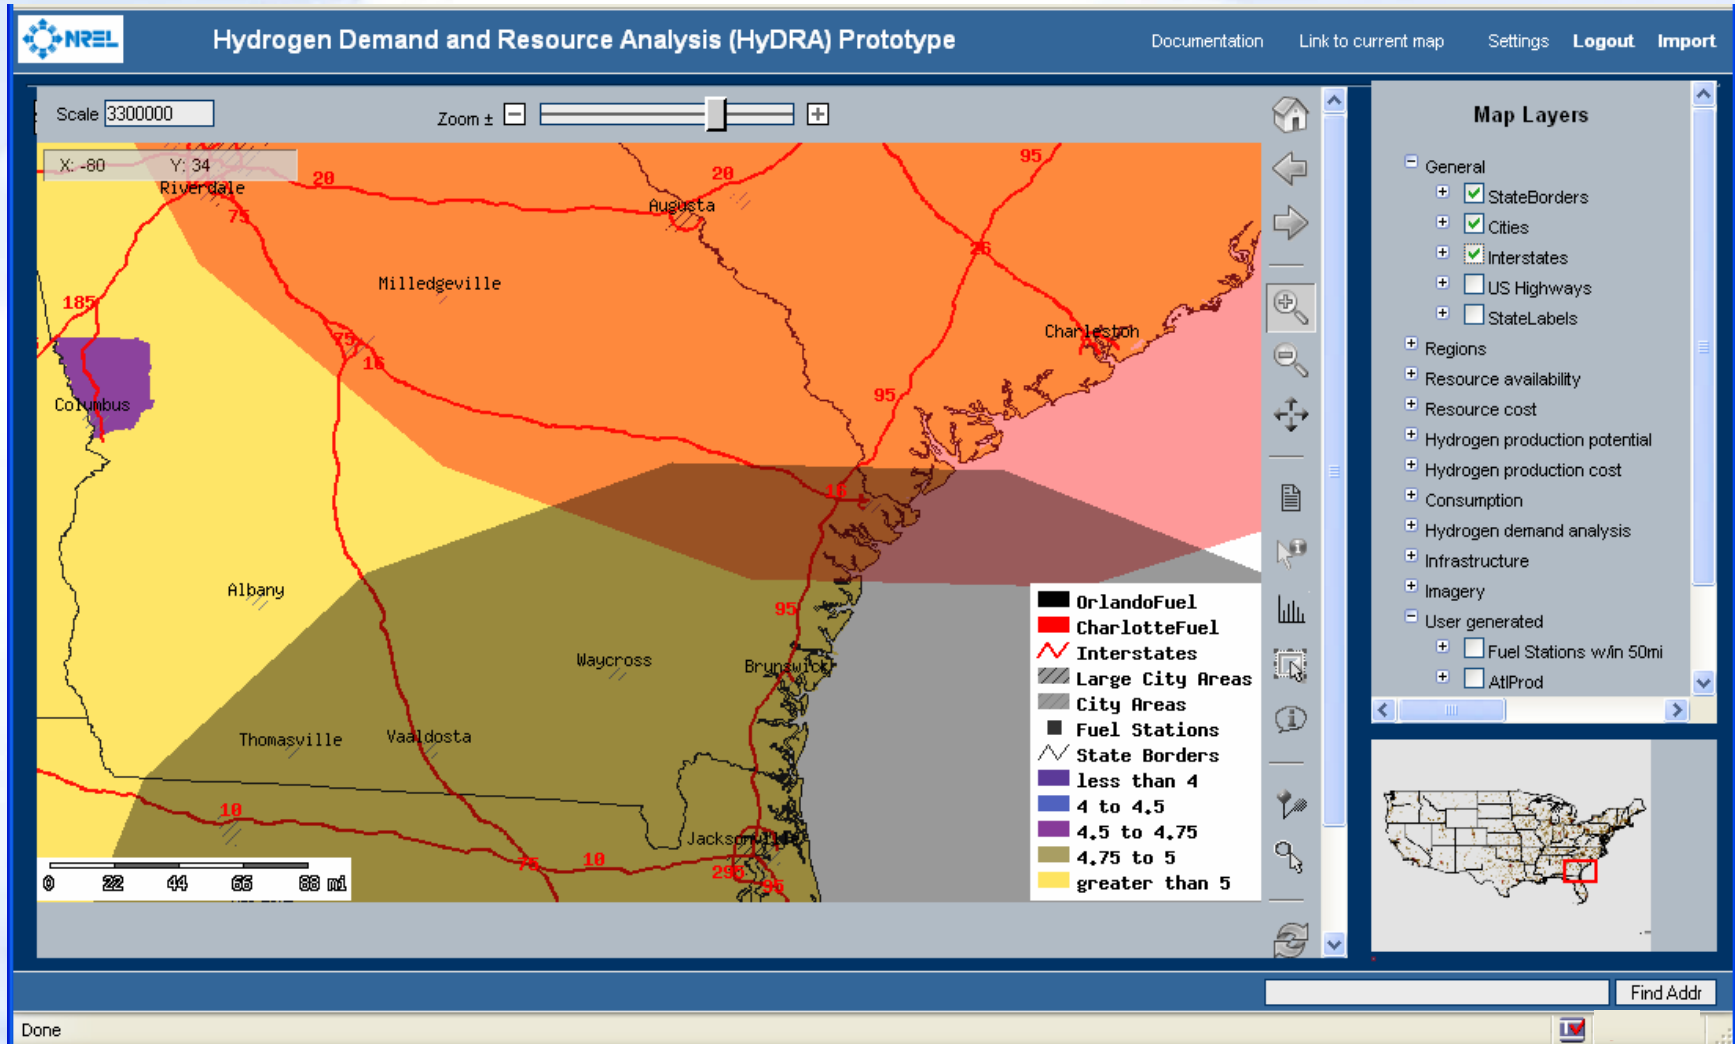 NREL
Hydrogen Demand and Resource Analysis (HyDRA) Prototype
Documentation
Link to current map
Settings
Logout
Import
Scale 3300000
Zoom ±
X: -80 Y: 34
Riverdale
20
75
20
95
Augusta
26
Milledgeville
185
75
16
Charleston
95
Columbus
16
Albany
95
Waycross
Brunswick
Thomasville
Vaaldosta
10
Jacksonville
75
10
295
95
0 22 44 66 88 mi
OrlandoFuel
CharlotteFuel
Interstates
Large City Areas
City Areas
Fuel Stations
State Borders
less than 4
4 to 4.5
4.5 to 4.75
4.75 to 5
greater than 5
Map Layers
General
StateBorders
Cities
Interstates
US Highways
StateLabels
Regions
Resource availability
Resource cost
Hydrogen production potential
Hydrogen production cost
Consumption
Hydrogen demand analysis
Infrastructure
Imagery
User generated
Fuel Stations w/in 50mi
AtlProd
Find Addr
Done